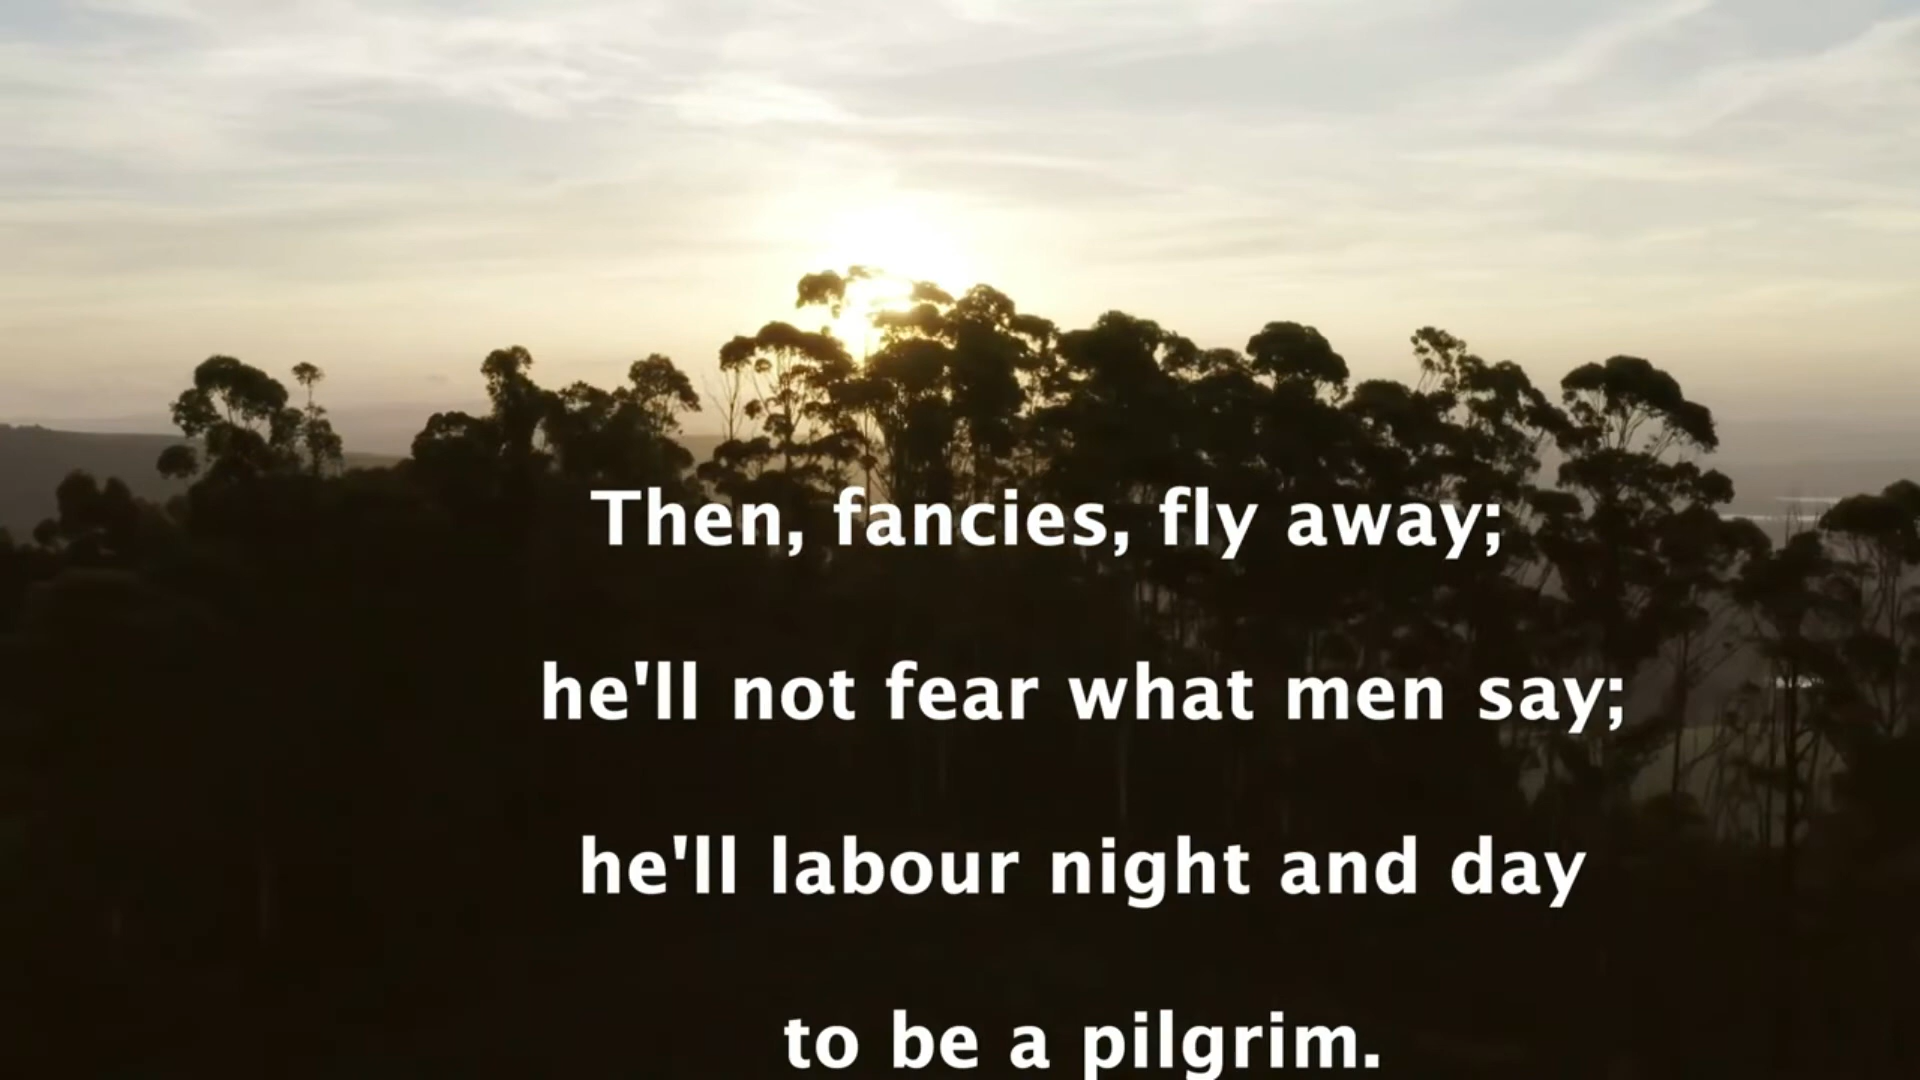 Then, fancies, fly away;
he'll not fear what men say;
he'll labour night and day
to be a pilgrim.